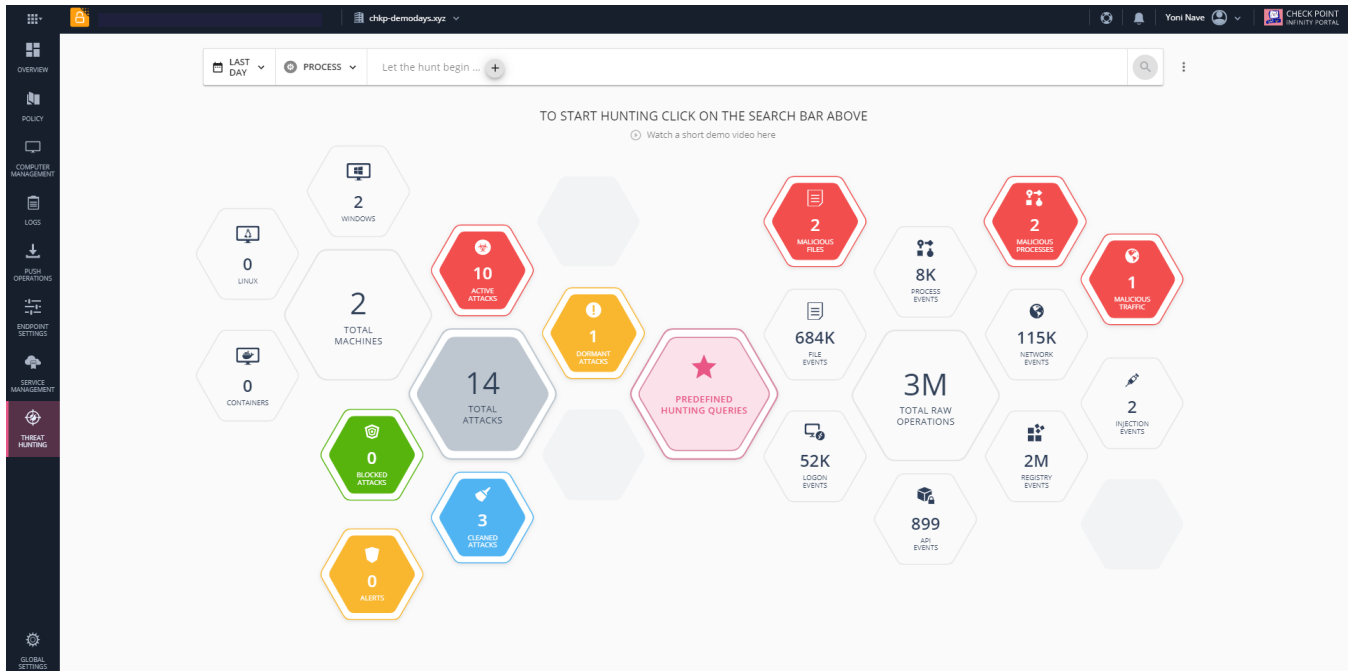 chkp-demodays.xyz
Yoni Nave
CHECK POINT
INFINITY PORTAL
OVERVIEW
POLICY
COMPUTER
MANAGEMENT
LOGS
PUSH
OPERATIONS
ENDPOINT
SETTINGS
SERVICE
MANAGEMENT
THREAT
HUNTING
GLOBAL
SETTINGS
LAST
DAY
PROCESS
Let the hunt begin ...
TO START HUNTING CLICK ON THE SEARCH BAR ABOVE
Watch a short demo video here
2
WINDOWS
0
LINUX
2
TOTAL
MACHINES
0
CONTAINERS
10
ACTIVE
ATTACKS
1
DORMANT
ATTACKS
14
TOTAL
ATTACKS
0
BLOCKED
ATTACKS
3
CLEANED
ATTACKS
0
ALERTS
PREDEFINED
HUNTING QUERIES
2
MALICIOUS
FILES
8K
PROCESS
EVENTS
2
MALICIOUS
PROCESSES
1
MALICIOUS
TRAFFIC
684K
FILE
EVENTS
115K
NETWORK
EVENTS
3M
TOTAL RAW
OPERATIONS
2
INJECTION
EVENTS
52K
LOGON
EVENTS
2M
REGISTRY
EVENTS
899
API
EVENTS